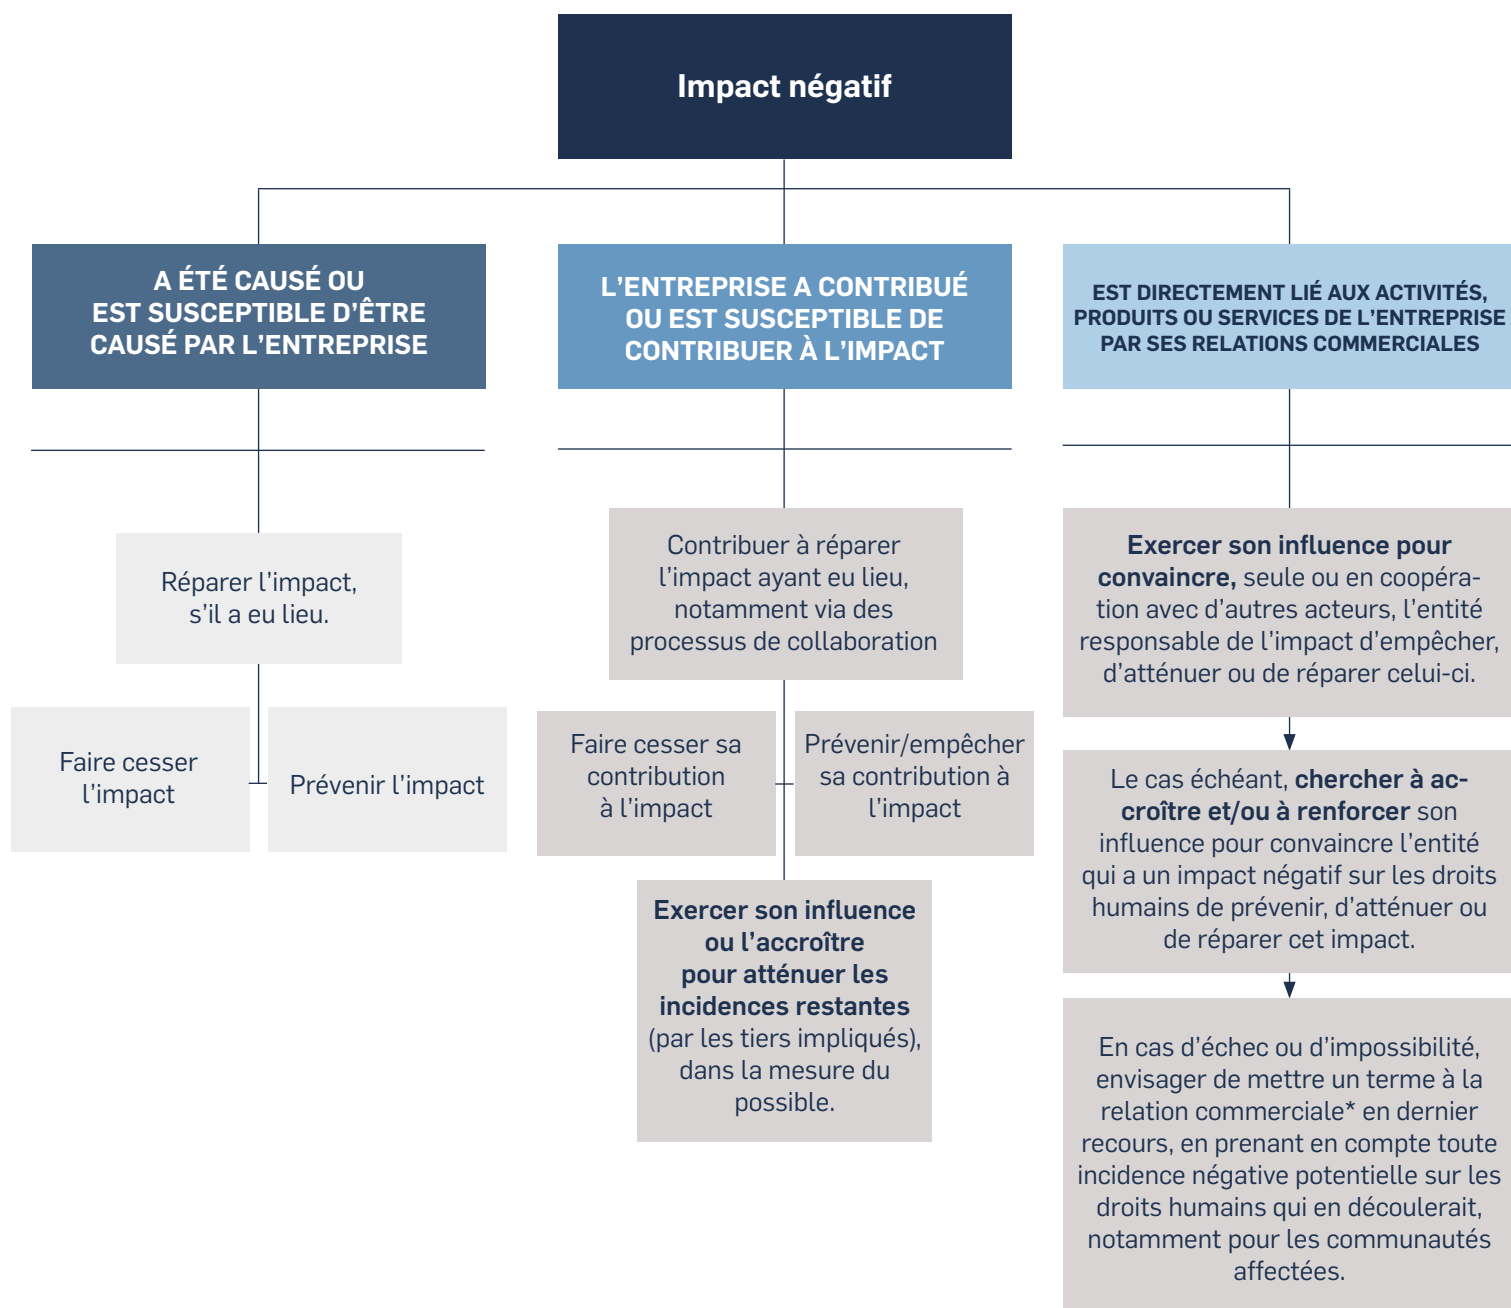 Impact négatif
A ÉTÉ CAUSÉ OU
EST SUSCEPTIBLE D’ÊTRE
CAUSÉ PAR L’ENTREPRISE
Réparer l’impact,
s’il a eu lieu.
Faire cesser
l’impact
Prévenir l’impact
L’ENTREPRISE A CONTRIBUÉ
OU EST SUSCEPTIBLE DE
CONTRIBUER À L’IMPACT
Contribuer à réparer
l’impact ayant eu lieu,
notamment via des
processus de collaboration
Faire cesser sa
contribution
à l’impact
Prévenir/empêcher
sa contribution à
l’impact
Exercer son influence
ou l’accroître
pour atténuer les
incidences restantes
(par les tiers impliqués),
dans la mesure du
possible.
EST DIRECTEMENT LIÉ AUX ACTIVITÉS,
PRODUITS OU SERVICES DE L’ENTREPRISE
PAR SES RELATIONS COMMERCIALES
Exercer son influence pour
convaincre, seule ou en coopéra-
tion avec d’autres acteurs, l’entité
responsable de l’impact d’empêcher,
d’atténuer ou de réparer celui-ci.
Le cas échéant, chercher à ac-
croître et/ou à renforcer son
influence pour convaincre l’entité
qui a un impact négatif sur les droits
humains de prévenir, d’atténuer ou
de réparer cet impact.
En cas d’échec ou d’impossibilité,
envisager de mettre un terme à la
relation commerciale* en dernier
recours, en prenant en compte toute
incidence négative potentielle sur les
droits humains qui en découlerait,
notamment pour les communautés
affectées.